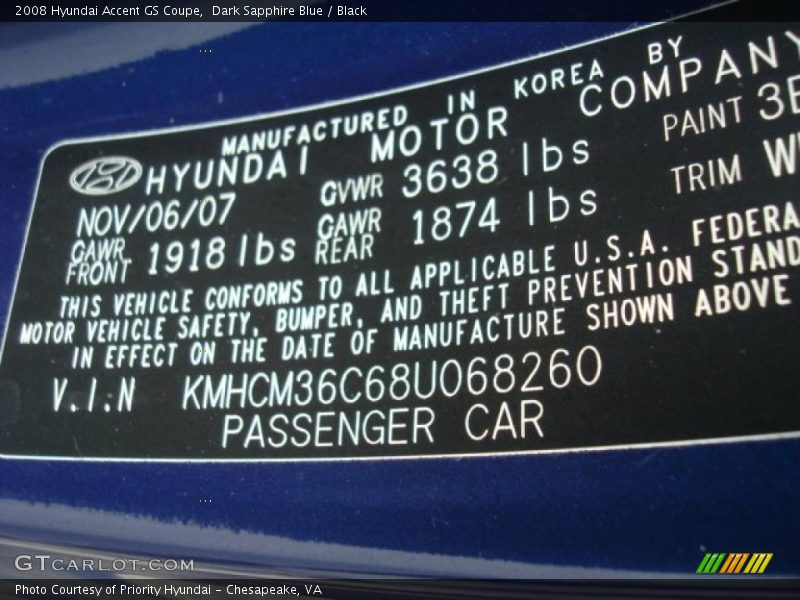 2008 Hyundai Accent GS Coupe,  Dark Sapphire Blue / Black
MANUFACTURED IN KOREA BY
HYUNDAI MOTOR COMPANY
NOV/06/07 GVWR 3638 lbs PAINT 3E
GAWR FRONT 1918 lbs GAWR REAR 1874 lbs TRIM
THIS VEHICLE CONFORMS TO ALL APPLICABLE U.S.A. FEDERA
MOTOR VEHICLE SAFETY, BUMPER, AND THEFT PREVENTION STAND
IN EFFECT ON THE DATE OF MANUFACTURE SHOWN ABOVE
V.I.N KMHCM36C68U068260
PASSENGER CAR
GTCARLOT.COM
Photo Courtesy of Priority Hyundai – Chesapeake, VA